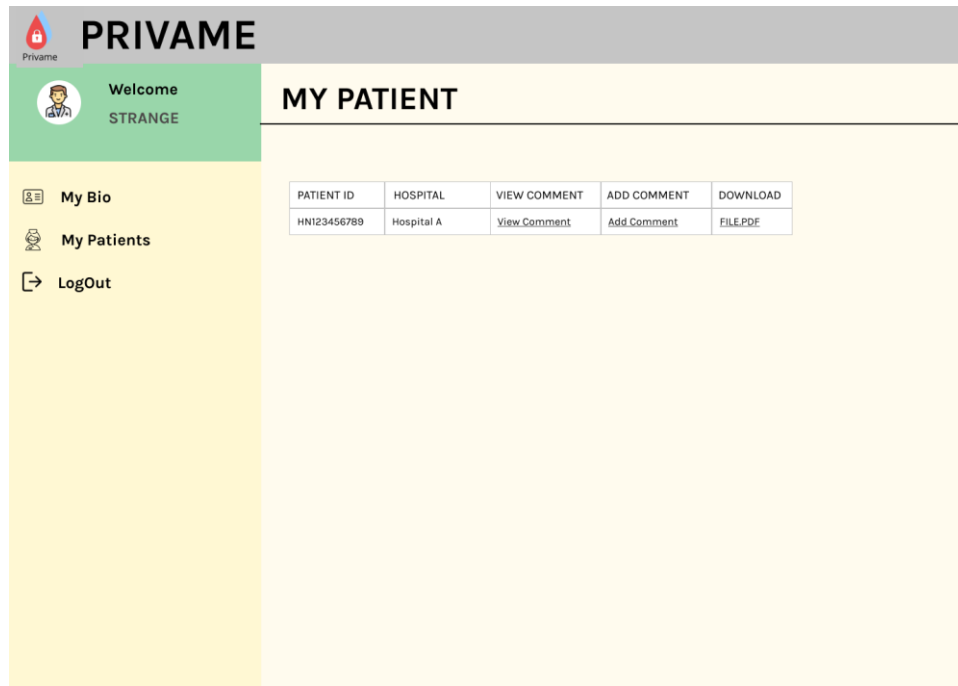 PRIVAME
Privame
Welcome
STRANGE
MY PATIENT
My Bio
My Patients
LogOut
PATIENT ID HOSPITAL VIEW COMMENT ADD COMMENT DOWNLOAD
HN123456789 Hospital A View Comment Add Comment FILE.PDF